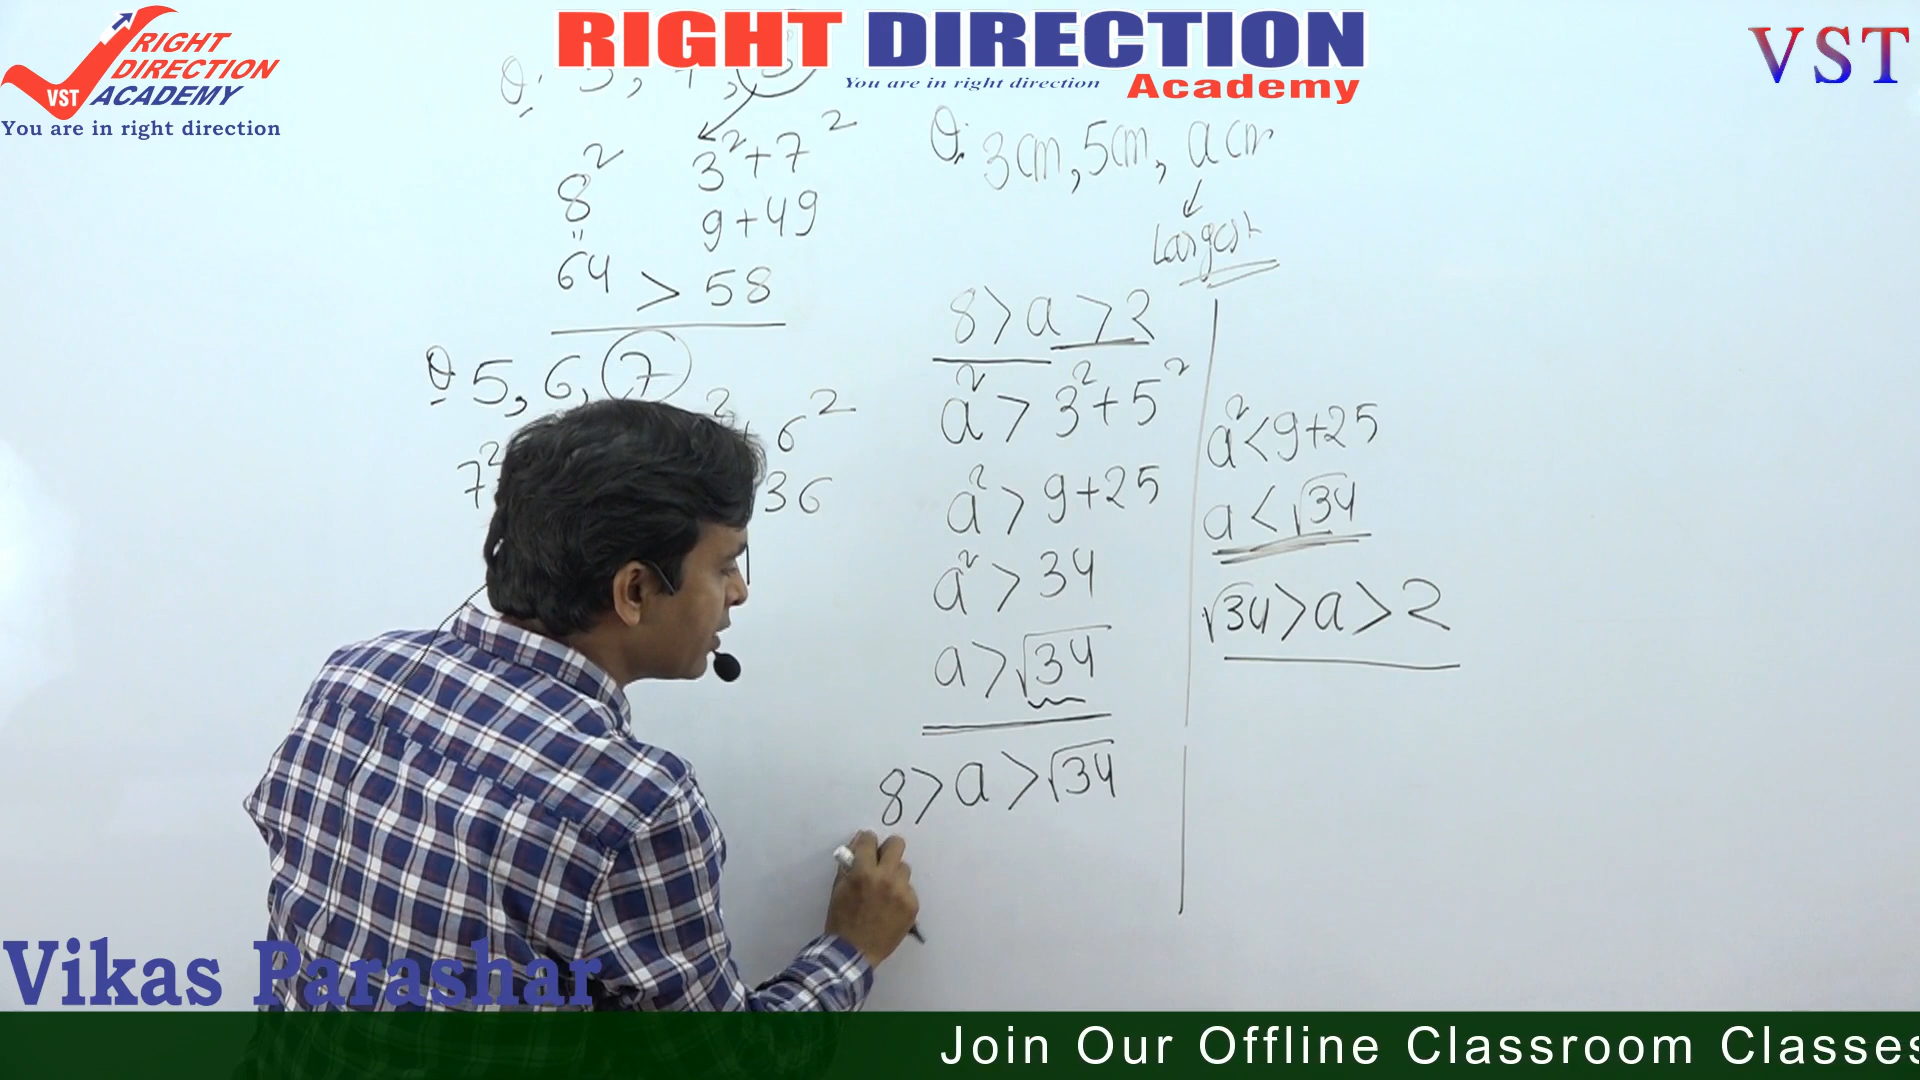 RIGHT
DIRECTION
VST ACADEMY
You are in right direction
RIGHT DIRECTION
You are in right direction
Academy
VST
8² 3²+7²
9+49
64 > 58
Q 5, 6, 7
7² 6²
36
Q. 3cm, 5cm, a cm
Largest
8>a>2
a² > 3²+5²
a² > 9+25
a² > 34
a > √34
8>a>√34
a² < 9+25
a < √34
√34>a>2
Vikas Parashar
Join Our Offline Classroom Classes